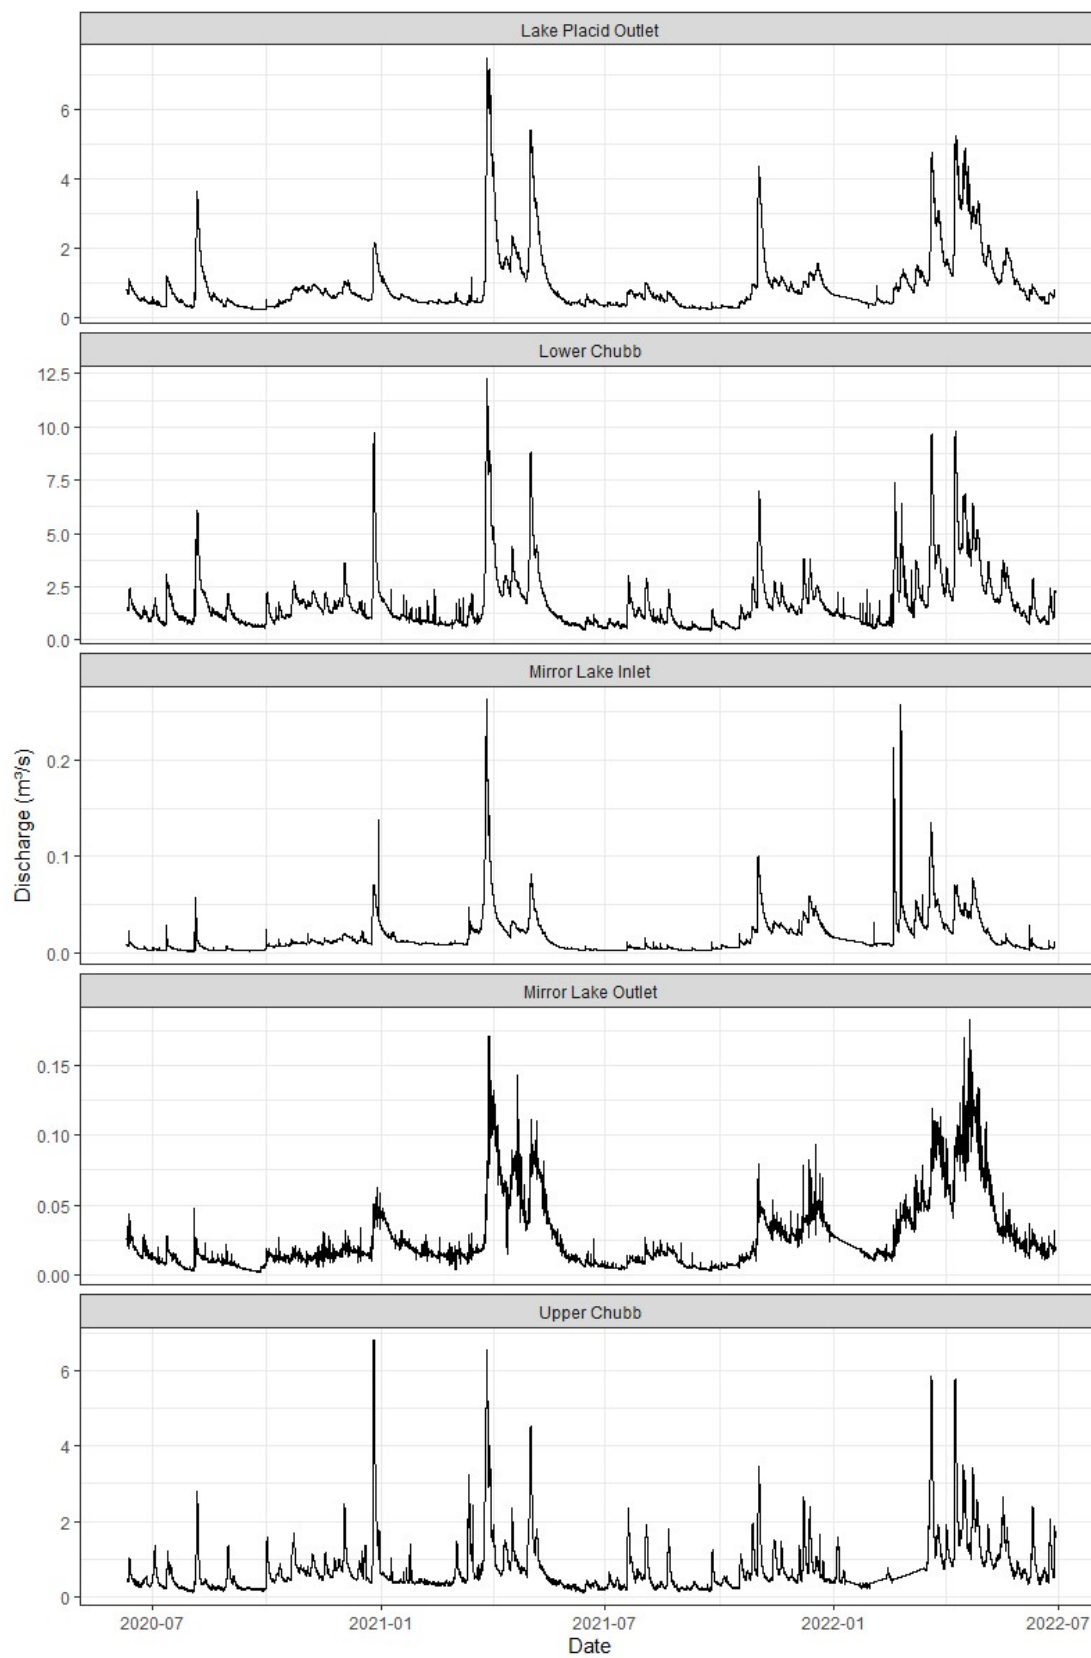 Lake Placid Outlet
6
4
2
0
Lower Chubb
12.5
10.0
7.5
5.0
2.5
0.0
Mirror Lake Inlet
0.2
0.1
0.0
Discharge (m³/s)
Mirror Lake Outlet
0.15
0.10
0.05
0.00
Upper Chubb
6
4
2
0
2020-07 2021-01 2021-07 2022-01 2022-07
Date